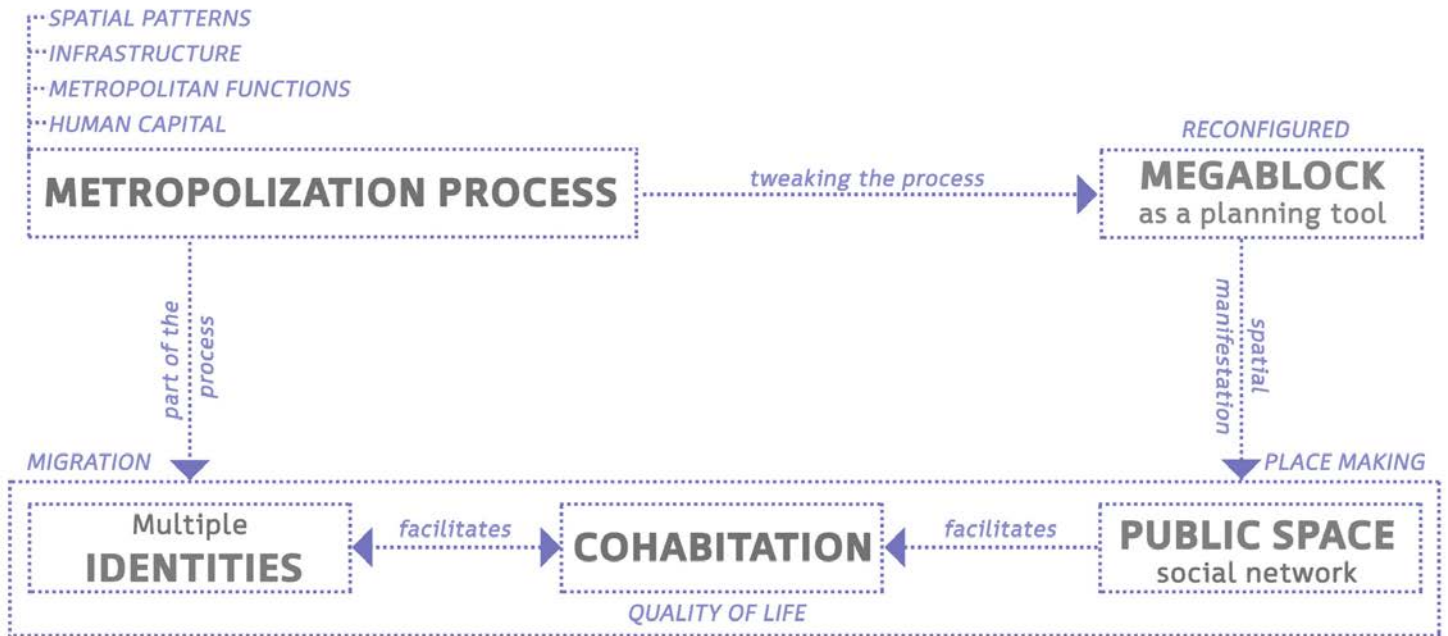 SPATIAL PATTERNS
INFRASTRUCTURE
METROPOLITAN FUNCTIONS
HUMAN CAPITAL
METROPOLIZATION PROCESS
tweaking the process
RECONFIGURED
MEGABLOCK
as a planning tool
part of the
process
spatial
manifestation
MIGRATION
PLACE MAKING
Multiple
IDENTITIES
facilitates
COHABITATION
facilitates
PUBLIC SPACE
social network
QUALITY OF LIFE